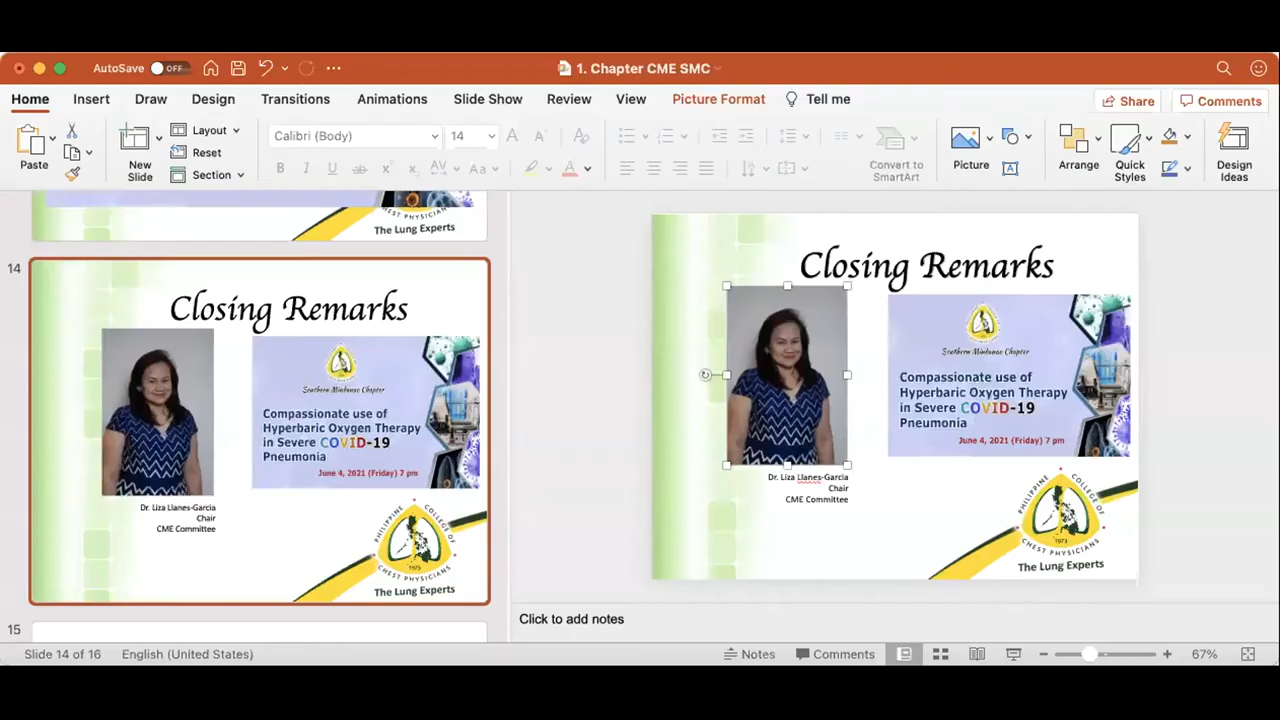 AutoSave OFF
1. Chapter CME SMC
Home Insert Draw Design Transitions Animations Slide Show Review View Picture Format Tell me
Share Comments
Paste
New Slide
Layout
Reset
Section
Calibri (Body) 14
Convert to SmartArt
Picture
Arrange
Quick Styles
Design Ideas
CHEST PHYSICIANS
The Lung Experts
14
Closing Remarks
Southern Mindanao Chapter
Compassionate use of
Hyperbaric Oxygen Therapy
in Severe COVID-19
Pneumonia
June 4, 2021 (Friday) 7 pm
Dr. Liza Llanes-Garcia
Chair
CME Committee
PHILIPPINE COLLEGE OF
CHEST PHYSICIANS
1973
The Lung Experts
15
Closing Remarks
Southern Mindanao Chapter
Compassionate use of
Hyperbaric Oxygen Therapy
in Severe COVID-19
Pneumonia
June 4, 2021 (Friday) 7 pm
Dr. Liza Llanes-Garcia
Chair
CME Committee
PHILIPPINE COLLEGE OF
CHEST PHYSICIANS
1973
The Lung Experts
Click to add notes
Slide 14 of 16 English (United States) Notes Comments 67%